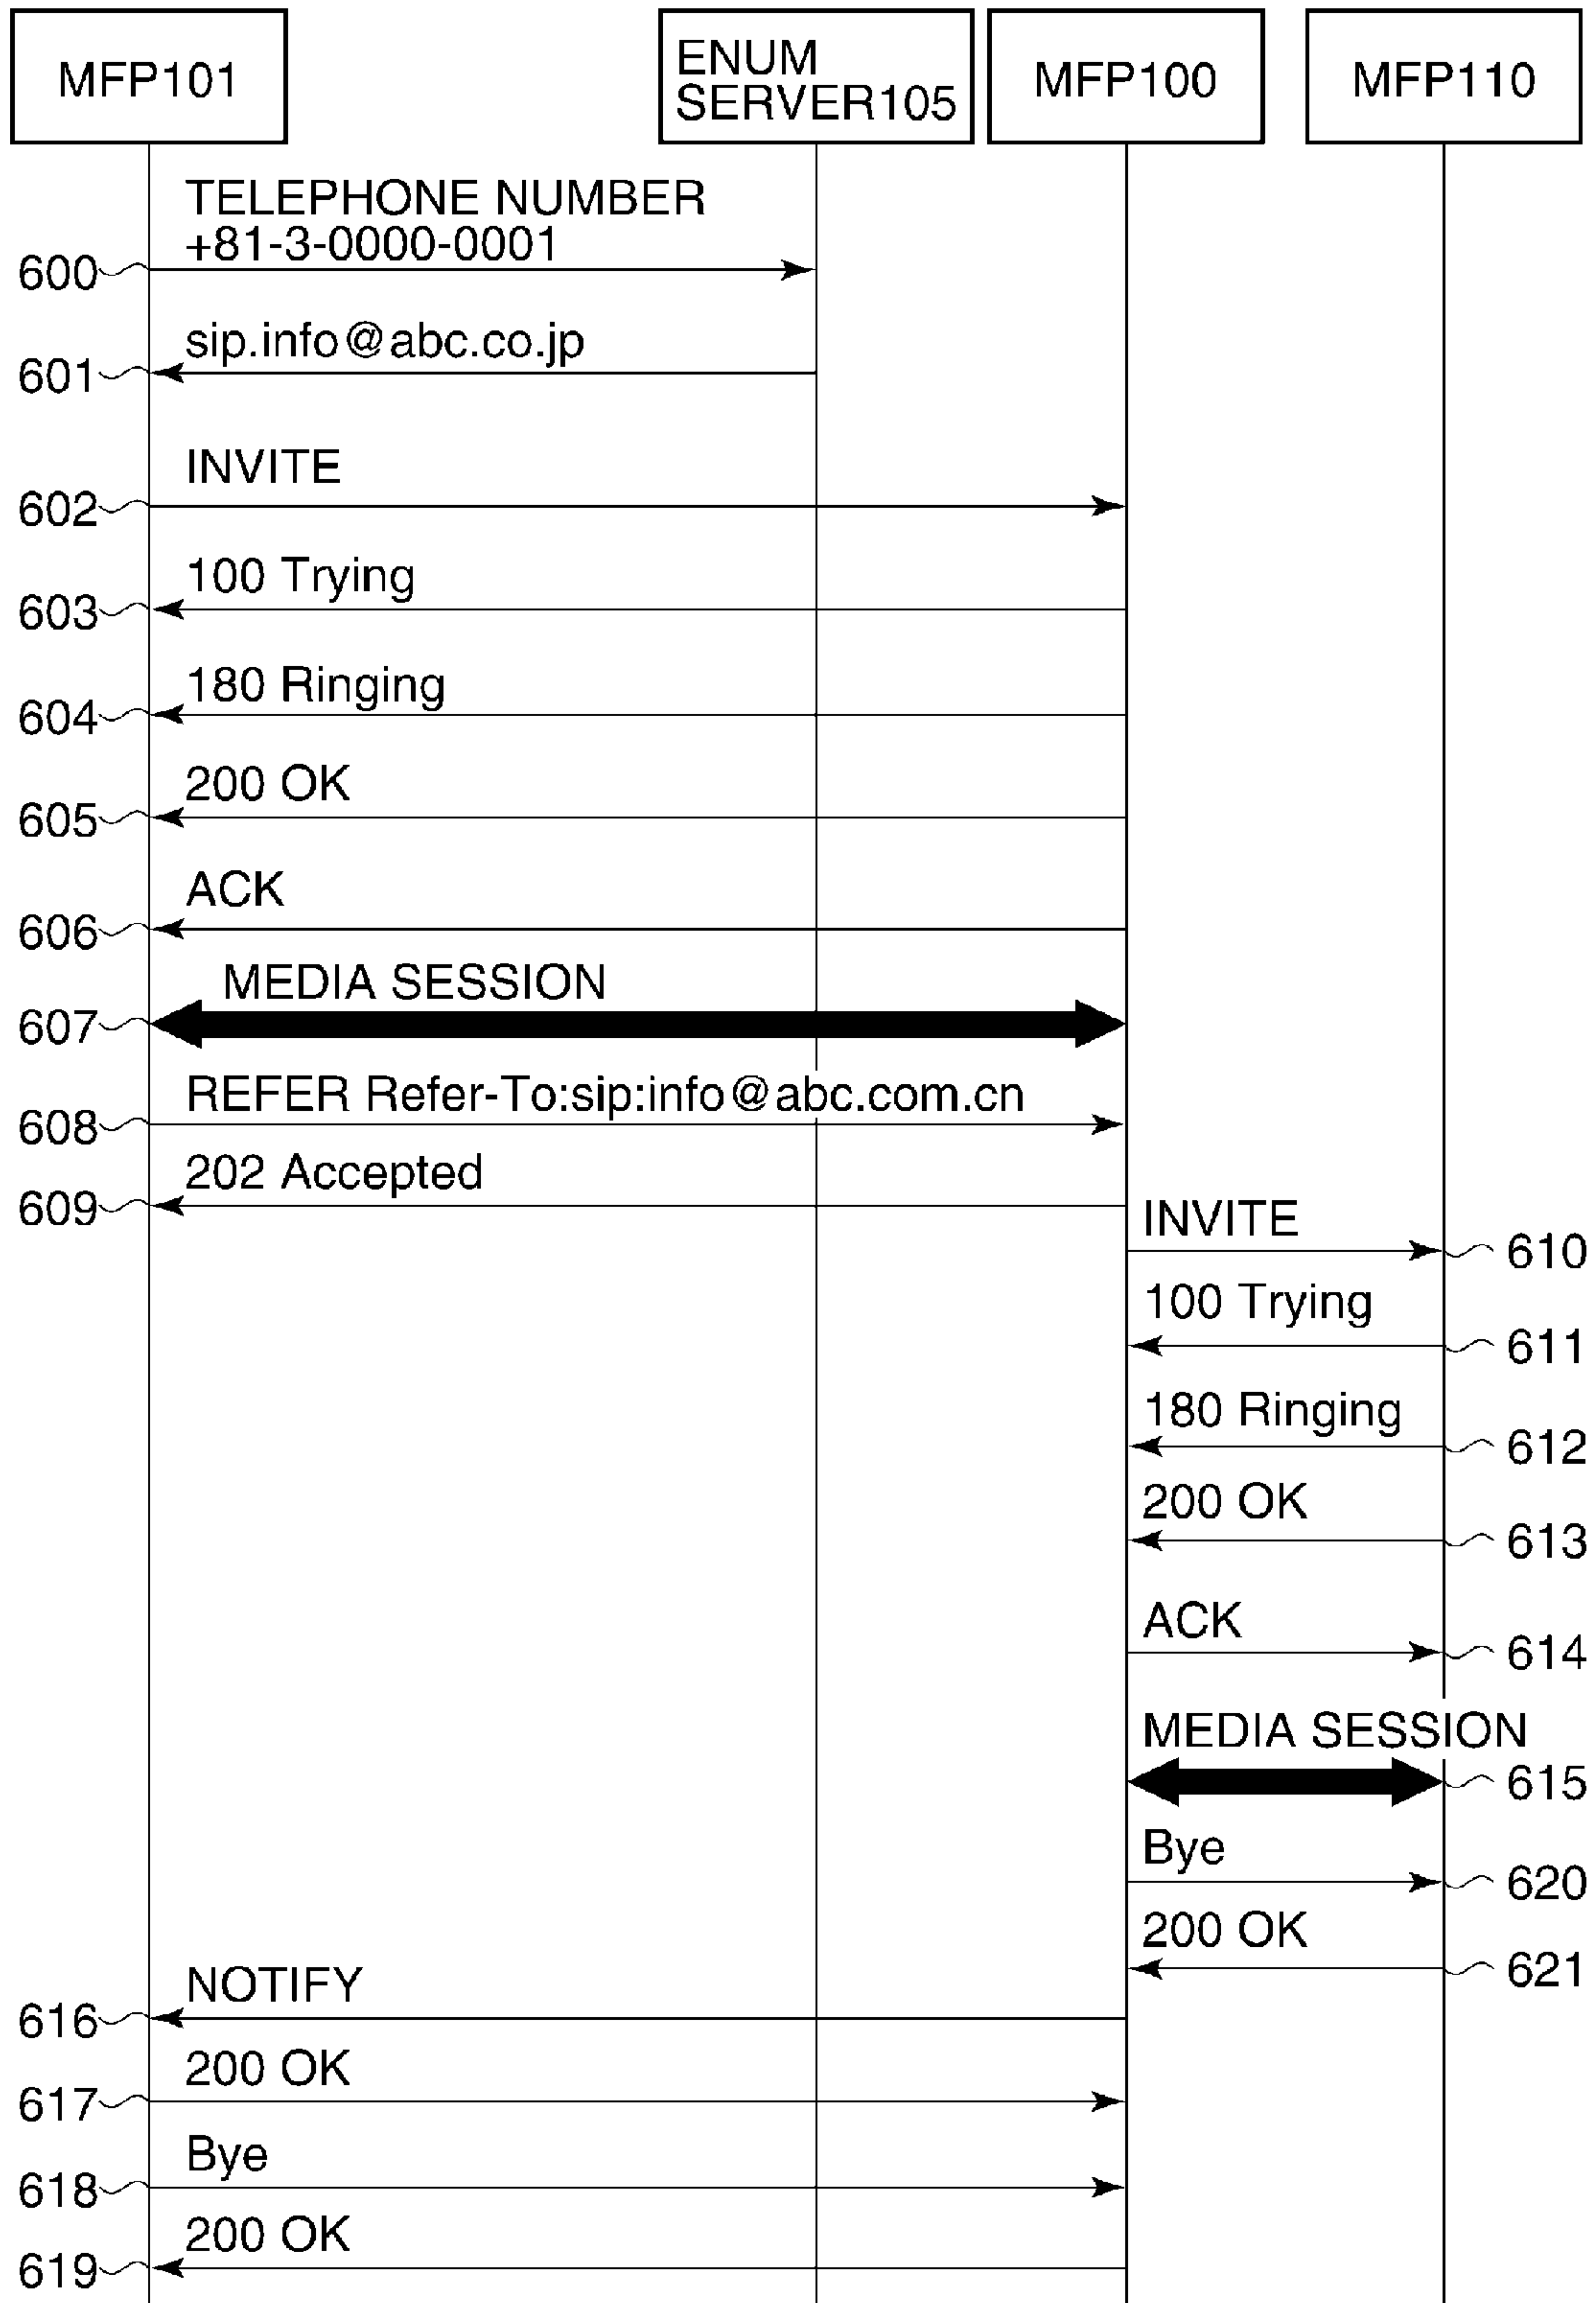 MFP101
ENUM
SERVER105
MFP100
MFP110
TELEPHONE NUMBER
+81-3-0000-0001
600
sip.info@abc.co.jp
601
INVITE
602
100 Trying
603
180 Ringing
604
200 OK
605
ACK
606
MEDIA SESSION
607
REFER Refer-To:sip:info@abc.com.cn
608
202 Accepted
609
INVITE
610
100 Trying
611
180 Ringing
612
200 OK
613
ACK
614
MEDIA SESSION
615
Bye
620
200 OK
621
NOTIFY
616
200 OK
617
Bye
618
200 OK
619